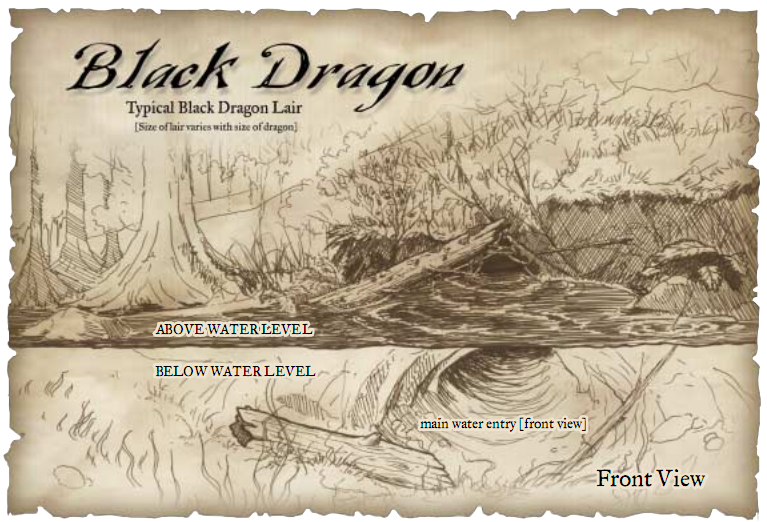 Black Dragon
Typical Black Dragon Lair
[Size of lair varies with size of dragon]
ABOVE WATER LEVEL
BELOW WATER LEVEL
main water entry [front view]
Front View